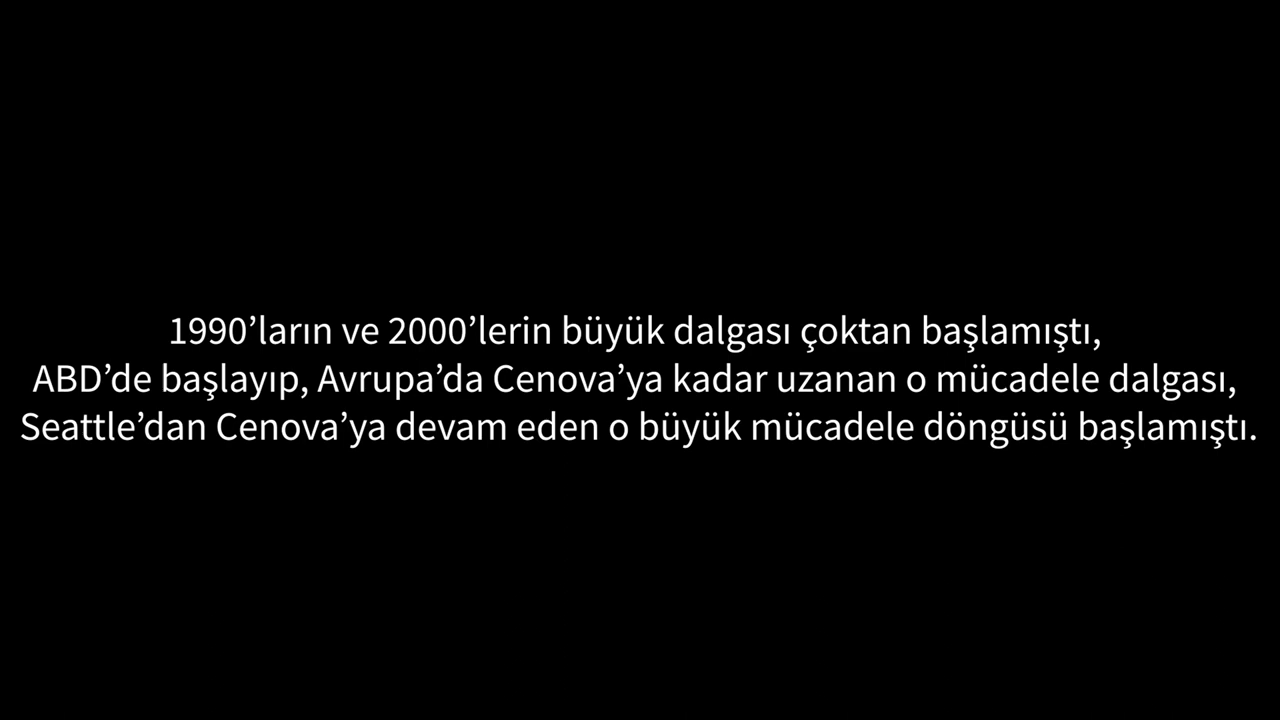 1990’ların ve 2000’lerin büyük dalgası çoktan başlamıştı,
ABD’de başlayıp, Avrupa’da Cenova’ya kadar uzanan o mücadele dalgası,
Seattle’dan Cenova’ya devam eden o büyük mücadele döngüsü başlamıştı.